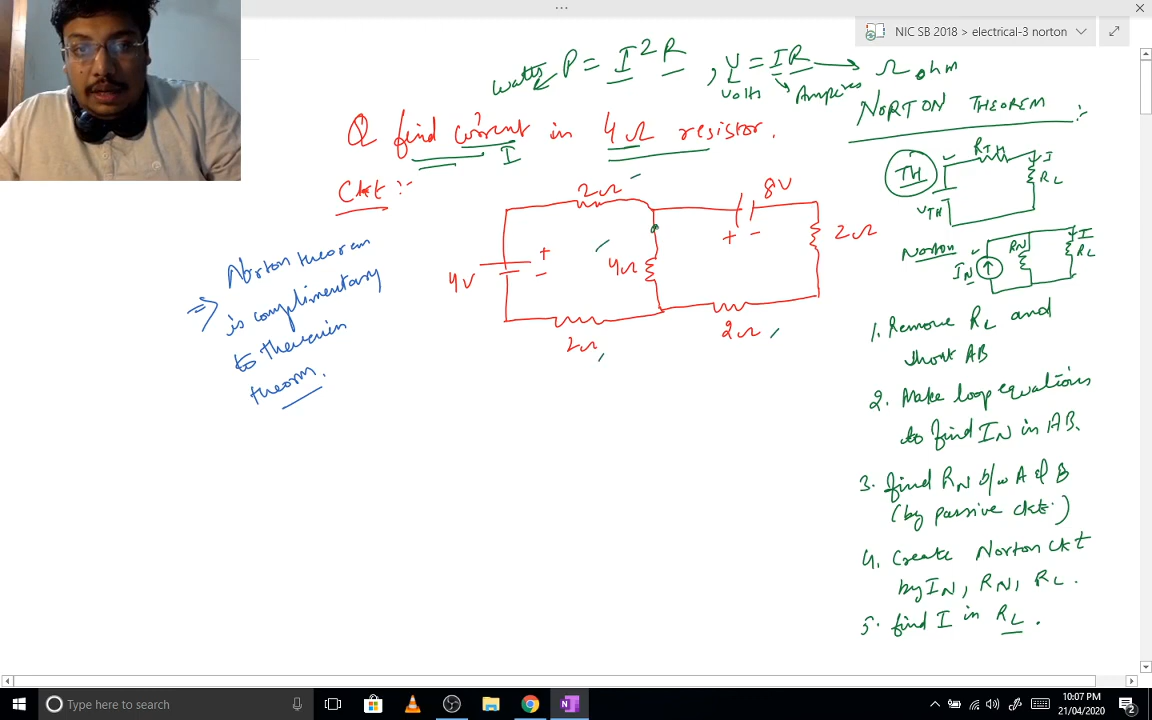 NIC SB 2018 > electrical-3 norton
watts P = I²R , V = IR → Ω ohm
volts Amperes
NORTON THEOREM :-
Q find current in 4Ω resistor.
I
Ckt :-
2Ω
8V
+ -
2Ω
4Ω
4V
+
-
2Ω
2Ω
⇒ Norton theorem
is complimentary
to thevenin
theorm.
TH
RTH
I
RL
VTH
Norton
IN
RN
I
RL
1. Remove RL and
short AB
2. Make loop equations
to find IN in AB.
3. find RN b/w A & B
(by passive ckt.)
4. Create Norton ckt
by IN, RN, RL.
5. find I in RL.
Type here to search
10:07 PM
21/04/2020
2